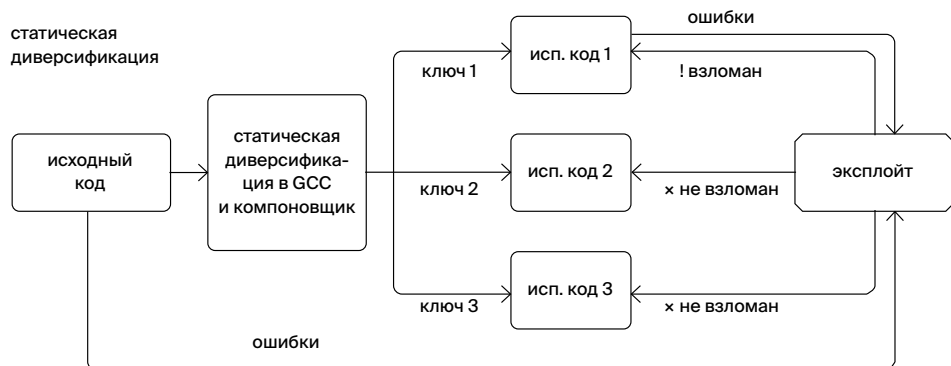 статическая
диверсификация
ошибки
ключ 1
исп. код 1
! взломан
исходный
код
статическая
диверсифика-
ция в GCC
и компоновщик
ключ 2
исп. код 2
× не взломан
эксплойт
ключ 3
исп. код 3
× не взломан
ошибки